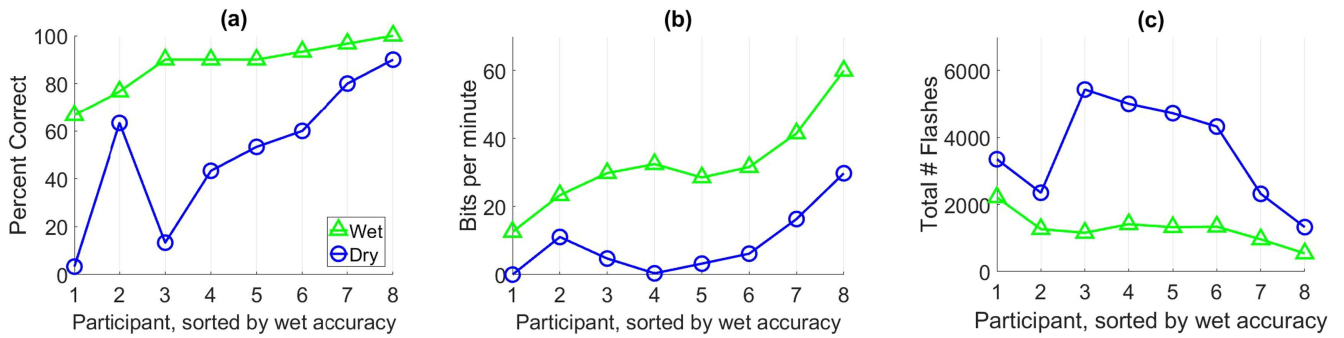 (a)
Percent Correct
100
80
60
40
20
0
1 2 3 4 5 6 7 8
Participant, sorted by wet accuracy
Wet
Dry
(b)
Bits per minute
60
40
20
0
1 2 3 4 5 6 7 8
Participant, sorted by wet accuracy
(c)
Total # Flashes
6000
4000
2000
0
1 2 3 4 5 6 7 8
Participant, sorted by wet accuracy